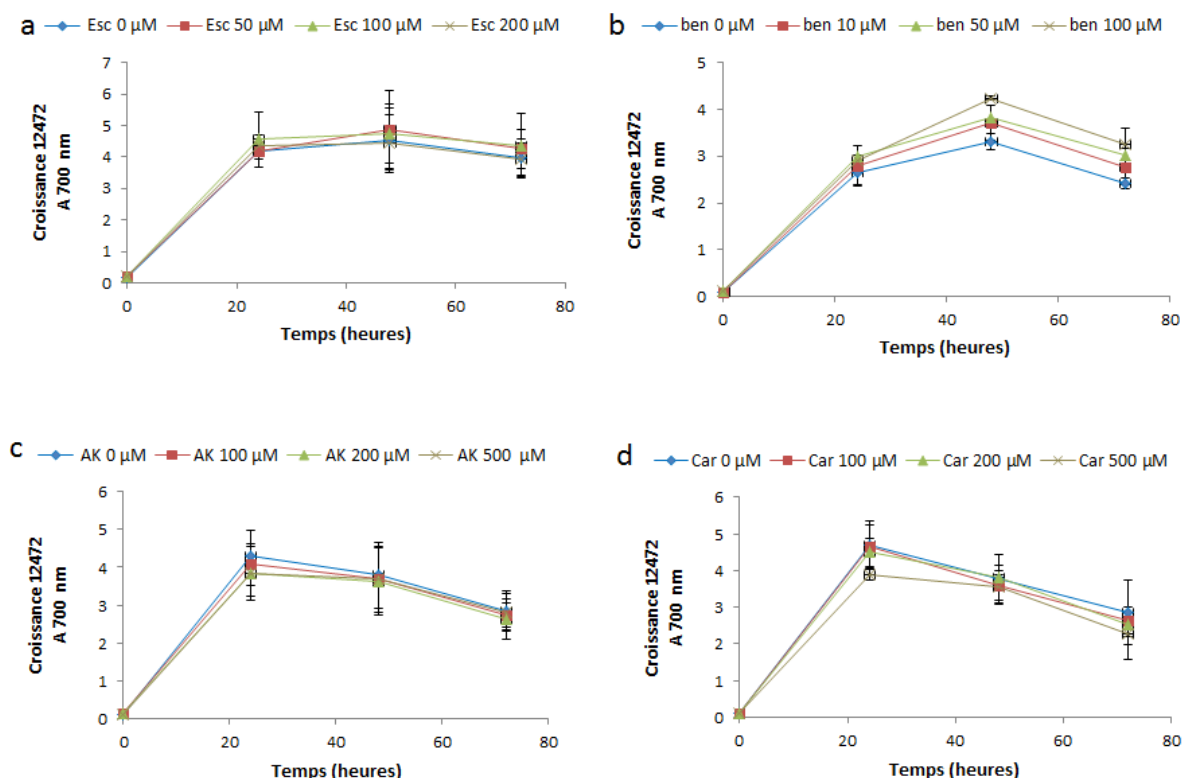 a
Esc 0 µM Esc 50 µM Esc 100 µM Esc 200 µM
7
6
5
4
3
2
1
0
Croissance 12472
A 700 nm
0 20 40 60 80
Temps (heures)
b
ben 0 µM ben 10 µM ben 50 µM ben 100 µM
5
4
3
2
1
0
Croissance 12472
A 700 nm
0 20 40 60 80
Temps (heures)
c
AK 0 µM AK 100 µM AK 200 µM AK 500 µM
6
5
4
3
2
1
0
Croissance 12472
A 700 nm
0 20 40 60 80
Temps (heures)
d
Car 0 µM Car 100 µM Car 200 µM Car 500 µM
6
5
4
3
2
1
0
Croissance 12472
A 700 nm
0 20 40 60 80
Temps (heures)